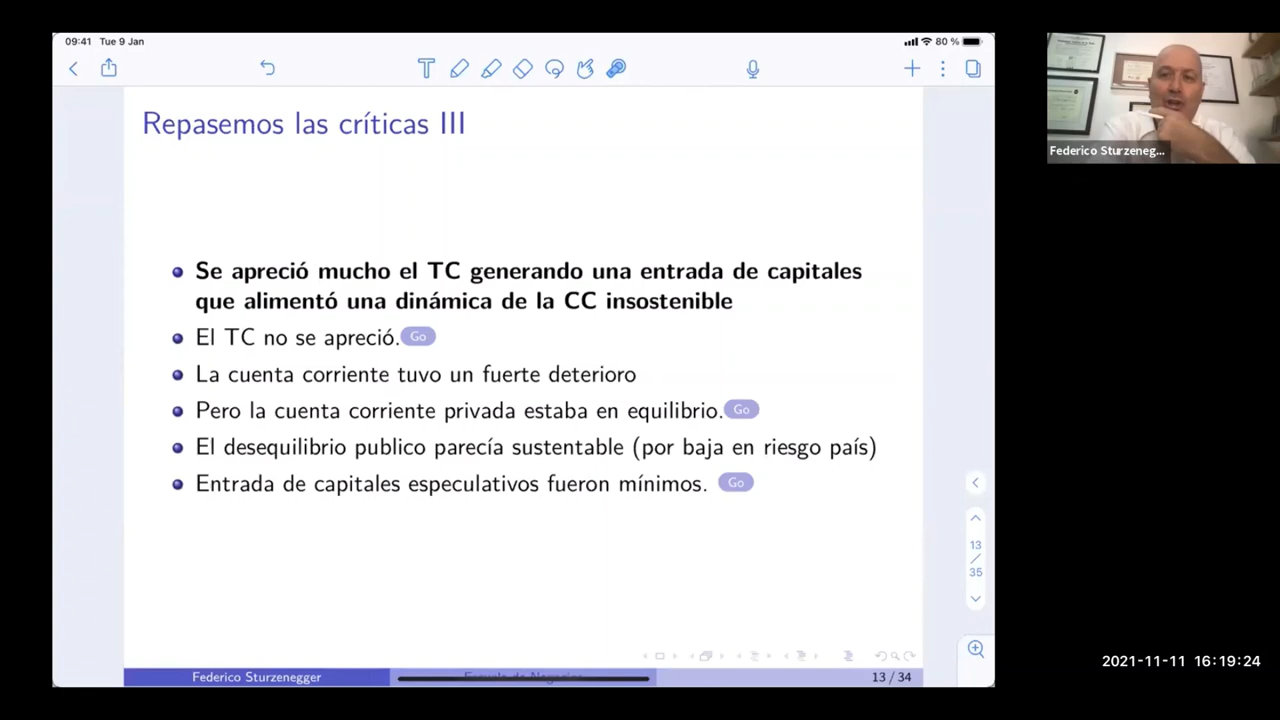 09:41 Tue 9 Jan
80 %
Repasemos las críticas III
Se apreció mucho el TC generando una entrada de capitales
que alimentó una dinámica de la CC insostenible
El TC no se apreció. Go
La cuenta corriente tuvo un fuerte deterioro
Pero la cuenta corriente privada estaba en equilibrio. Go
El desequilibrio publico parecía sustentable (por baja en riesgo país)
Entrada de capitales especulativos fueron mínimos. Go
13
/
35
Federico Sturzenegger
13 / 34
Federico Sturzeneg...
2021-11-11 16:19:24